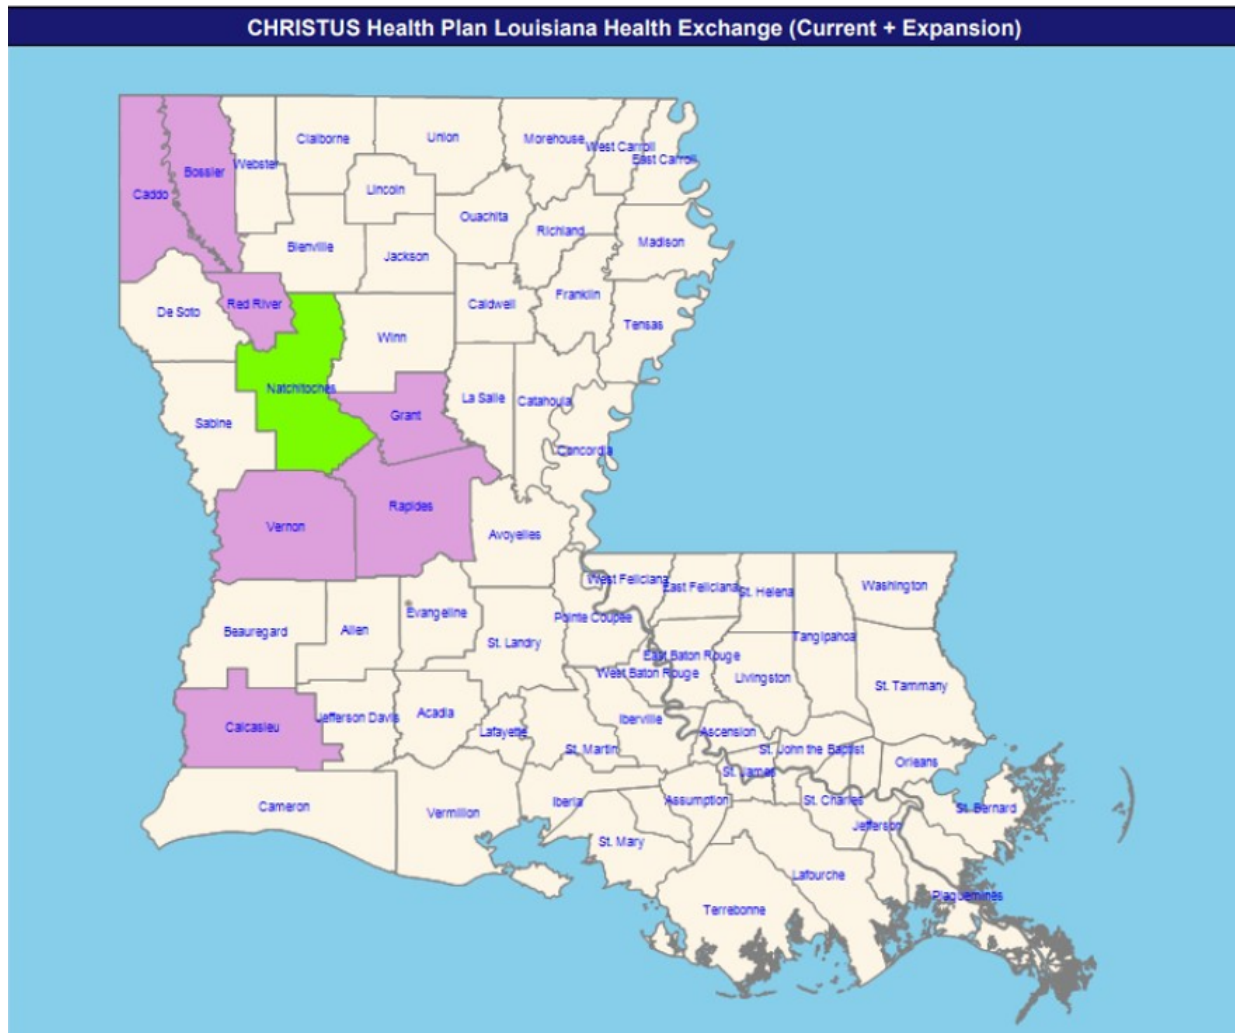 CHRISTUS Health Plan Louisiana Health Exchange (Current + Expansion)
Claiborne
Union
Morehouse
West Carroll
East Carroll
Webster
Bossier
Caddo
Lincoln
Ouachita
Richland
Madison
Bienville
Jackson
Franklin
Caldwell
Red River
De Soto
Tensas
Winn
Natchitoches
La Salle
Catahoula
Grant
Sabine
Concordia
Rapides
Vernon
Avoyelles
West Feliciana
East Feliciana
St. Helena
Washington
Evangeline
Pointe Coupee
Beauregard
Allen
Tangipahoa
St. Landry
East Baton Rouge
West Baton Rouge
Livingston
St. Tammany
Calcasieu
Jefferson Davis
Acadia
Iberville
Lafayette
Ascension
St. Martin
St. John the Baptist
Orleans
St. James
Cameron
Vermilion
Iberia
Assumption
St. Charles
St. Bernard
Jefferson
St. Mary
Lafourche
Plaquemines
Terrebonne